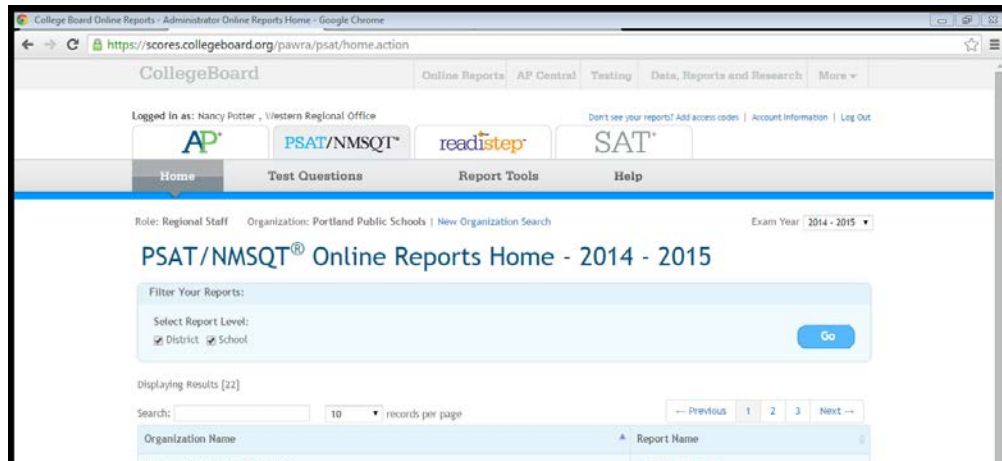 College Board Online Reports - Administrator Online Reports Home - Google Chrome
https://scores.collegeboard.org/pawra/psat/home.action
CollegeBoard Online Reports AP Central Testing Data, Reports and Research More
Logged in as: Nancy Potter , Western Regional Office Don't see your reports? Add access codes | Account Information | Log Out
AP PSAT/NMSQT readistep SAT
Home Test Questions Report Tools Help
Role: Regional Staff Organization: Portland Public Schools | New Organization Search Exam Year 2014 - 2015
PSAT/NMSQT® Online Reports Home - 2014 - 2015
Filter Your Reports:
Select Report Level:
District School Go
Displaying Results [22]
Search: 10 records per page ← Previous 1 2 3 Next →
Organization Name Report Name